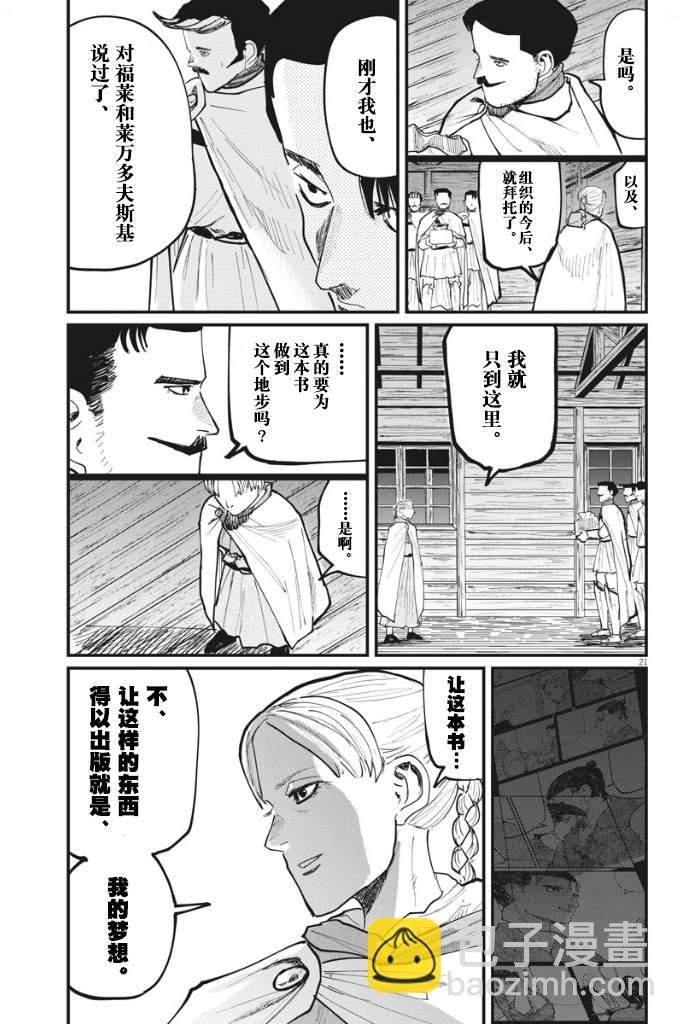 是吗。
刚才我也、
对福莱和莱万多夫斯基
说过了、
以及、
组织的今后、
就拜托了。
我就
只到这里。
……
真的要为
这本书
做到
这个地步吗？
……是啊。
21
让这本书…
不、
让这样的东西
得以出版就是、
我的梦想。
包子漫畫
baozimh.com